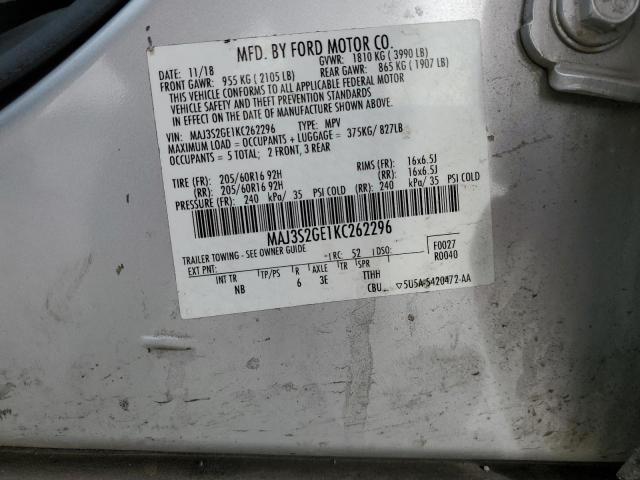 MFD. BY FORD MOTOR CO.
11/18 GVWR: 1810 KG ( 3990 LB)
FRONT GAWR: 955 KG ( 2105 LB) REAR GAWR: 865 KG ( 1907 LB)
THIS VEHICLE CONFORMS TO ALL APPLICABLE FEDERAL MOTOR
VEHICLE SAFETY AND THEFT PREVENTION STANDARDS
IN EFFECT ON THE DATE OF MANUFACTURE SHOWN ABOVE.
VIN: MAJ3S2GE1KC262296 TYPE: MPV
MAXIMUM LOAD = OCCUPANTS + LUGGAGE = 375KG/ 827LB
OCCUPANTS = 5 TOTAL; 2 FRONT, 3 REAR
TIRE (FR): 205/60R16 92H RIMS (FR): 16x6.5J
(RR): 205/60R16 92H (RR): 16x6.5J
PRESSURE (FR): 240 kPa/ 35 PSI COLD (RR): 240 kPa/ 35 PSI COLD
MAJ3S2GE1KC262296
TRAILER TOWING - SEE OWNER GUIDE RC: 52 DSO: F0027
EXT PNT: R0040
INT TR TP/PS R AXLE TR SPR
NB 6 3E TTHH
CBU 5U5A-S420472-AA